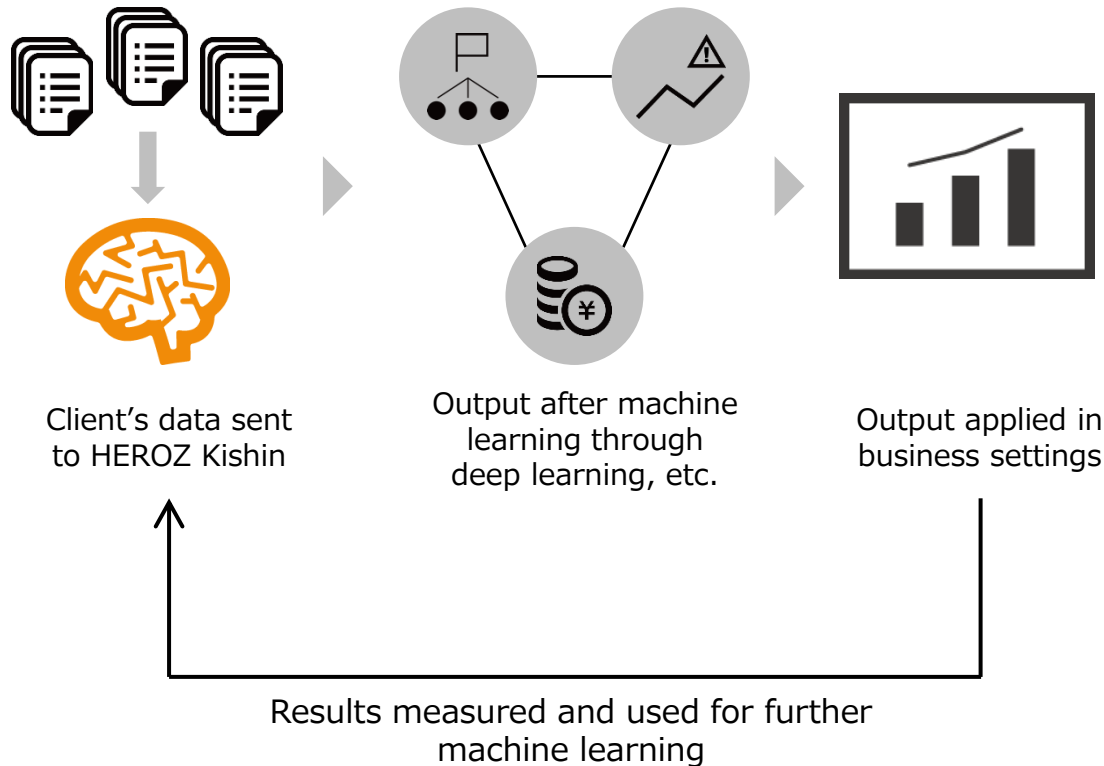 !
¥
Client’s data sent
to HEROZ Kishin
Output after machine
learning through
deep learning, etc.
Output applied in
business settings
Results measured and used for further
machine learning